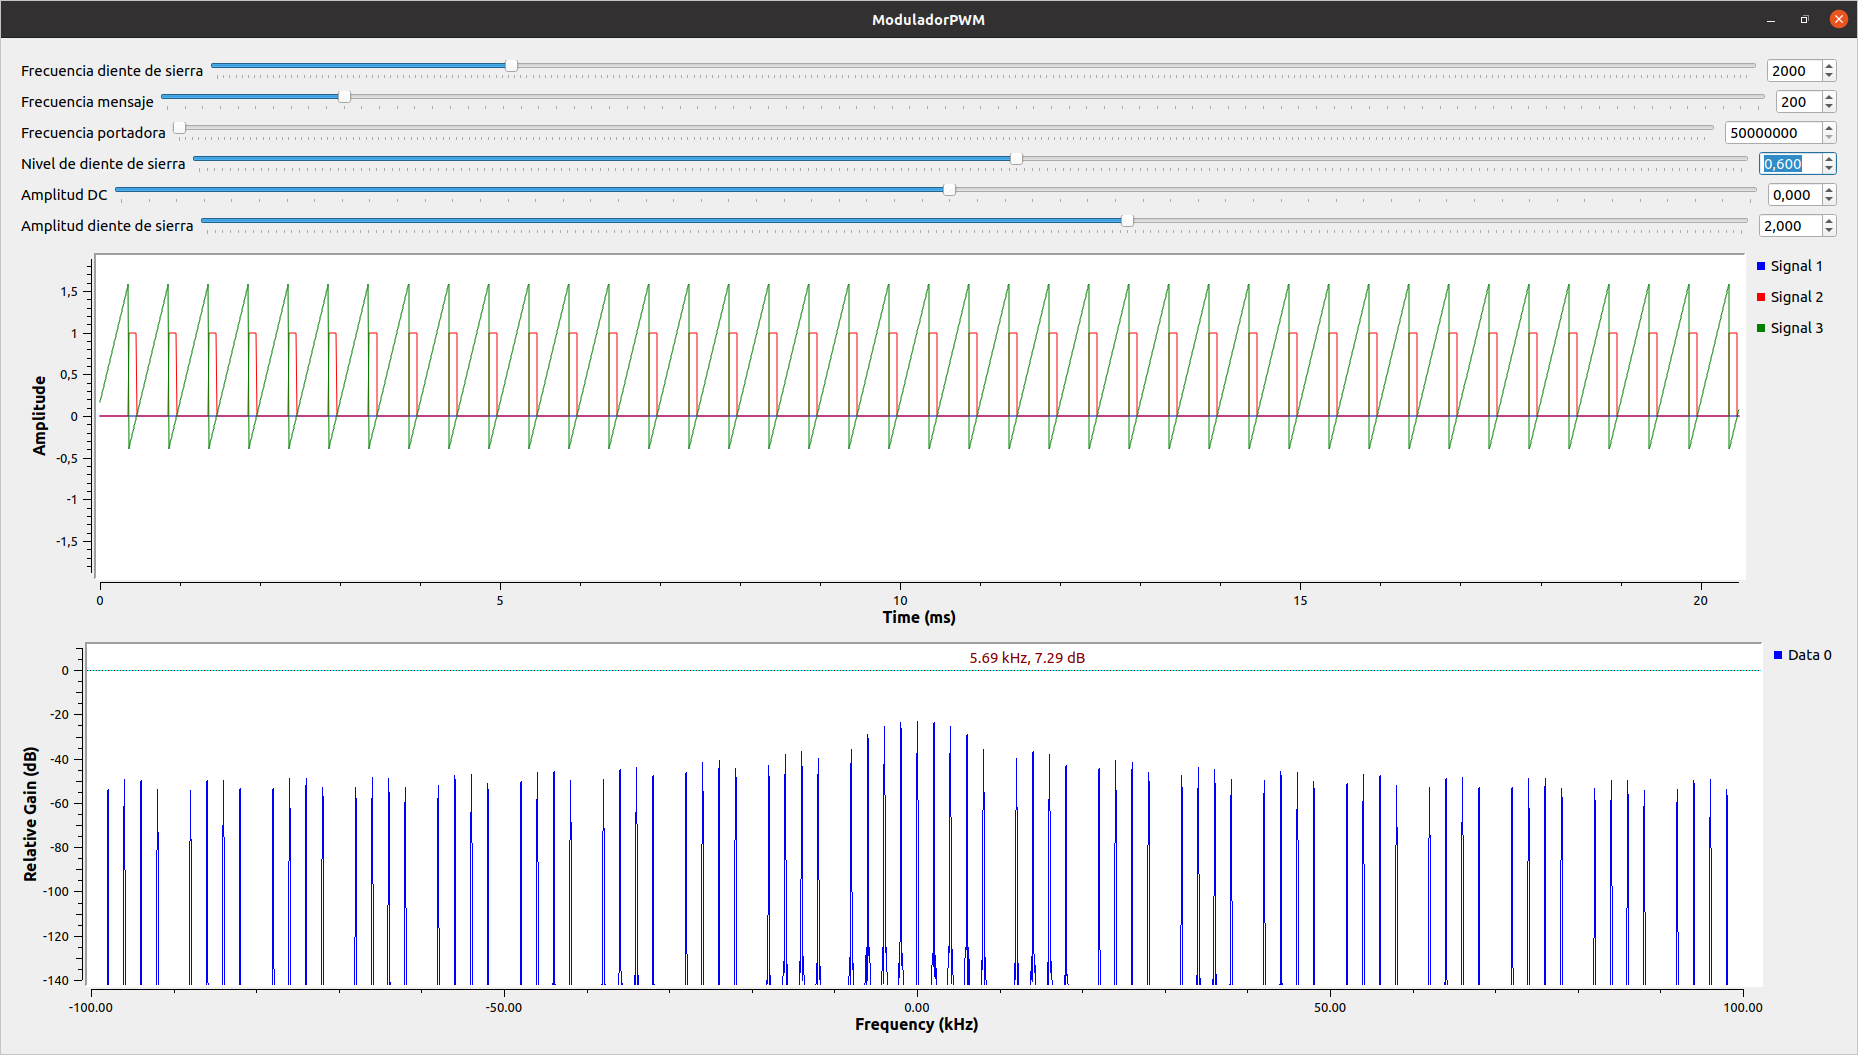 ModuladorPWM
Frecuencia diente de sierra 2000
Frecuencia mensaje 200
Frecuencia portadora 50000000
Nivel de diente de sierra 0,600
Amplitud DC 0,000
Amplitud diente de sierra 2,000
Signal 1
Signal 2
Signal 3
Amplitude
1,5
1
0,5
0
-0,5
-1
-1,5
0 5 10 15 20
Time (ms)
5.69 kHz, 7.29 dB
Data 0
Relative Gain (dB)
0
-20
-40
-60
-80
-100
-120
-140
-100.00 -50.00 0.00 50.00 100.00
Frequency (kHz)